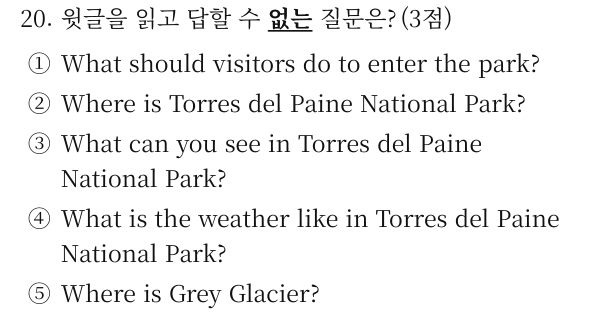 20. 윗글을 읽고 답할 수 없는 질문은?(3점)
① What should visitors do to enter the park?
② Where is Torres del Paine National Park?
③ What can you see in Torres del Paine
National Park?
④ What is the weather like in Torres del Paine
National Park?
⑤ Where is Grey Glacier?